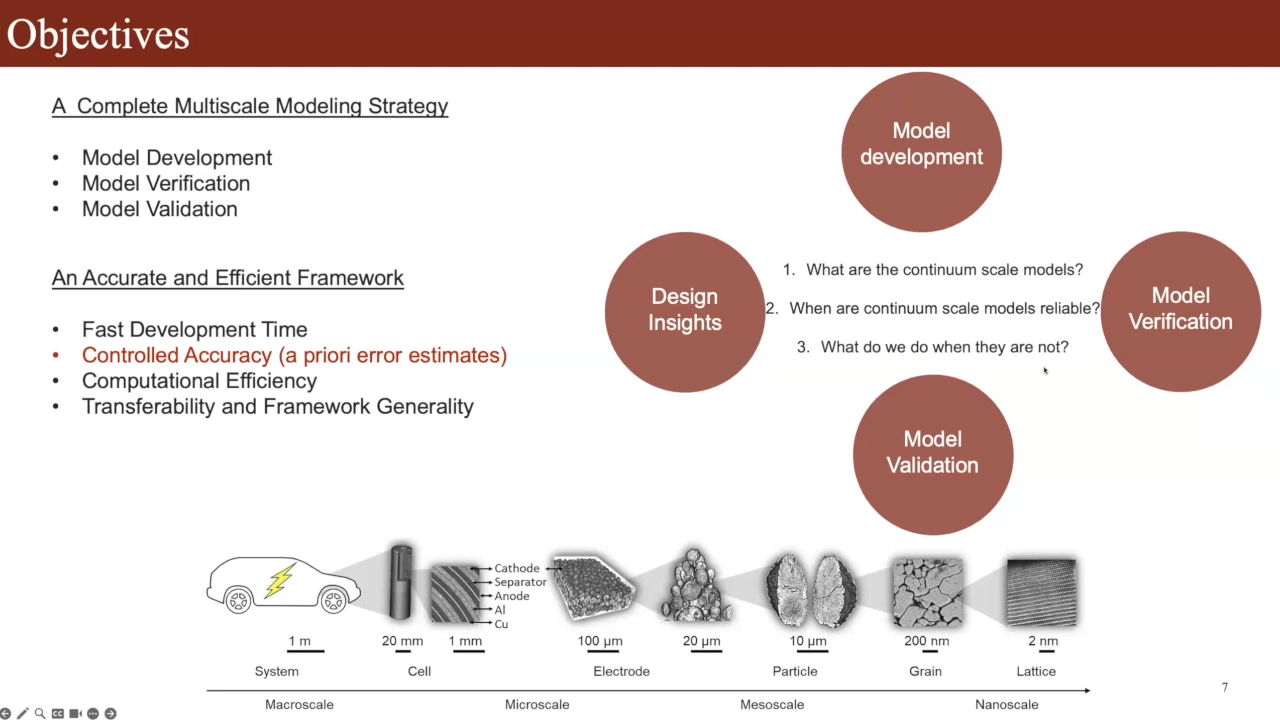 Objectives
A  Complete Multiscale Modeling Strategy
• Model Development
• Model Verification
• Model Validation
An Accurate and Efficient Framework
• Fast Development Time
• Controlled Accuracy (a priori error estimates)
• Computational Efficiency
• Transferability and Framework Generality
Model
development
Design
Insights
1. What are the continuum scale models?
2. When are continuum scale models reliable?
3. What do we do when they are not?
Model
Verification
Model
Validation
Cathode
Separator
Anode
Al
Cu
1 m
20 mm
1 mm
100 µm
20 µm
10 µm
200 nm
2 nm
System
Cell
Electrode
Particle
Grain
Lattice
Macroscale
Microscale
Mesoscale
Nanoscale
7